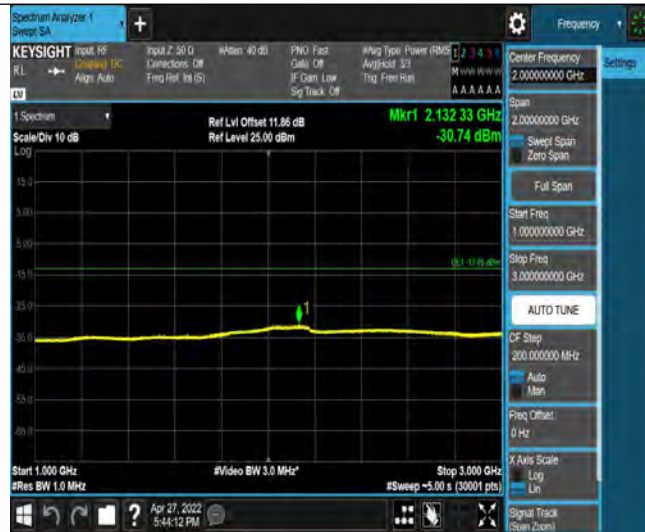 Spectrum Analyzer 1
Swept SA
Frequency
KEYSIGHT
Input: RF
Coupling: DC
Align: Auto
Input Z: 50 Ω
Corrections: Off
Freq Ref: Int (S)
#Atten: 40 dB
PNO: Fast
Gate: Off
IF Gain: Low
Sig Track: Off
#Avg Type: Power (RMS)
Avg|Hold: 3/3
Trig: Free Run
1 2 3 4 5 6
M W W W W W
A A A A A A
RL
LV
1 Spectrum
Scale/Div 10 dB
Log
Ref Lvl Offset 11.86 dB
Ref Level 25.00 dBm
Mkr1 2.132 33 GHz
-30.74 dBm
15.0
5.00
-5.00
-15.0
-25.0
-35.0
-45.0
-55.0
-65.0
1
Start 1.000 GHz
#Res BW 1.0 MHz
#Video BW 3.0 MHz*
Stop 3.000 GHz
#Sweep ~5.00 s (30001 pts)
?
Apr 27, 2022
5:44:12 PM
Center Frequency
2.000000000 GHz
Settings
Span
2.00000000 GHz
Swept Span
Zero Span
Full Span
Start Freq
1.000000000 GHz
Stop Freq
3.000000000 GHz
AUTO TUNE
CF Step
200.000000 MHz
Auto
Man
Freq Offset
0 Hz
X Axis Scale
Log
Lin
Signal Track
(Span Zoom)